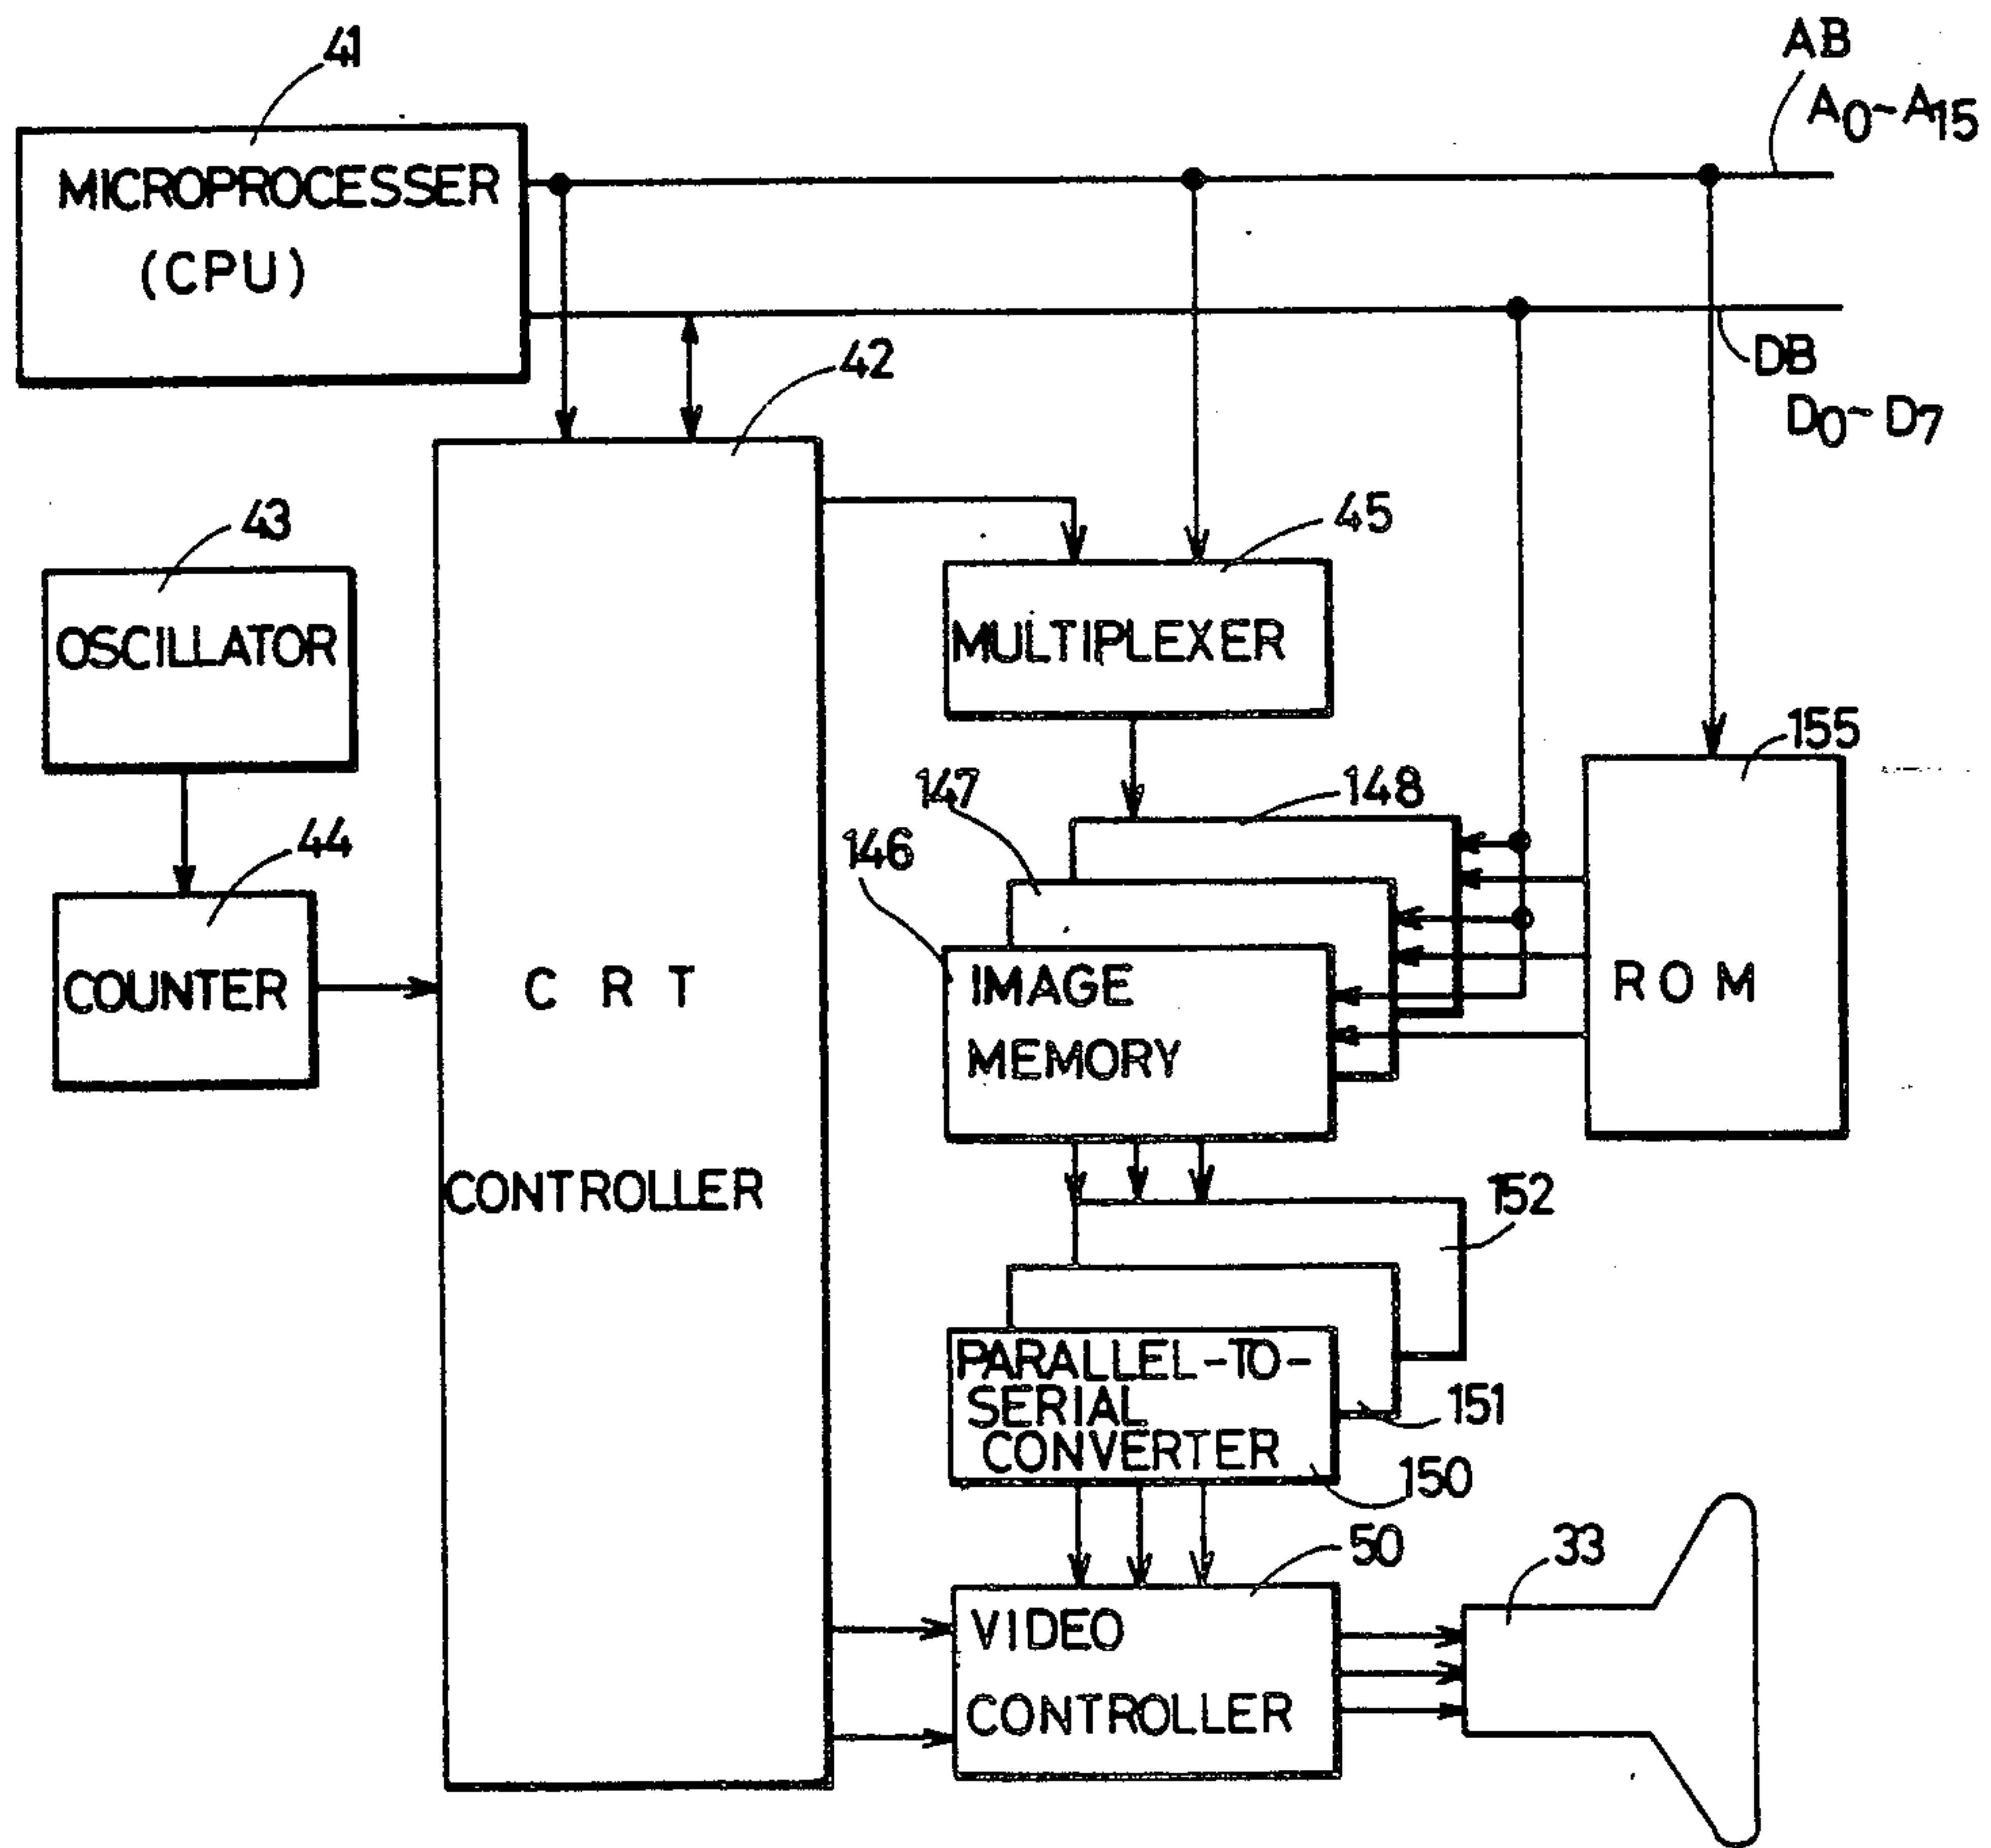 41
AB
A0~A15
MICROPROCESSER
(CPU)
42
DB
D0~D7
43
45
OSCILLATOR
MULTIPLEXER
155
147
148
44
146
COUNTER
C R T
IMAGE
MEMORY
ROM
CONTROLLER
152
PARALLEL-TO-
SERIAL
CONVERTER
151
150
50
33
VIDEO
CONTROLLER